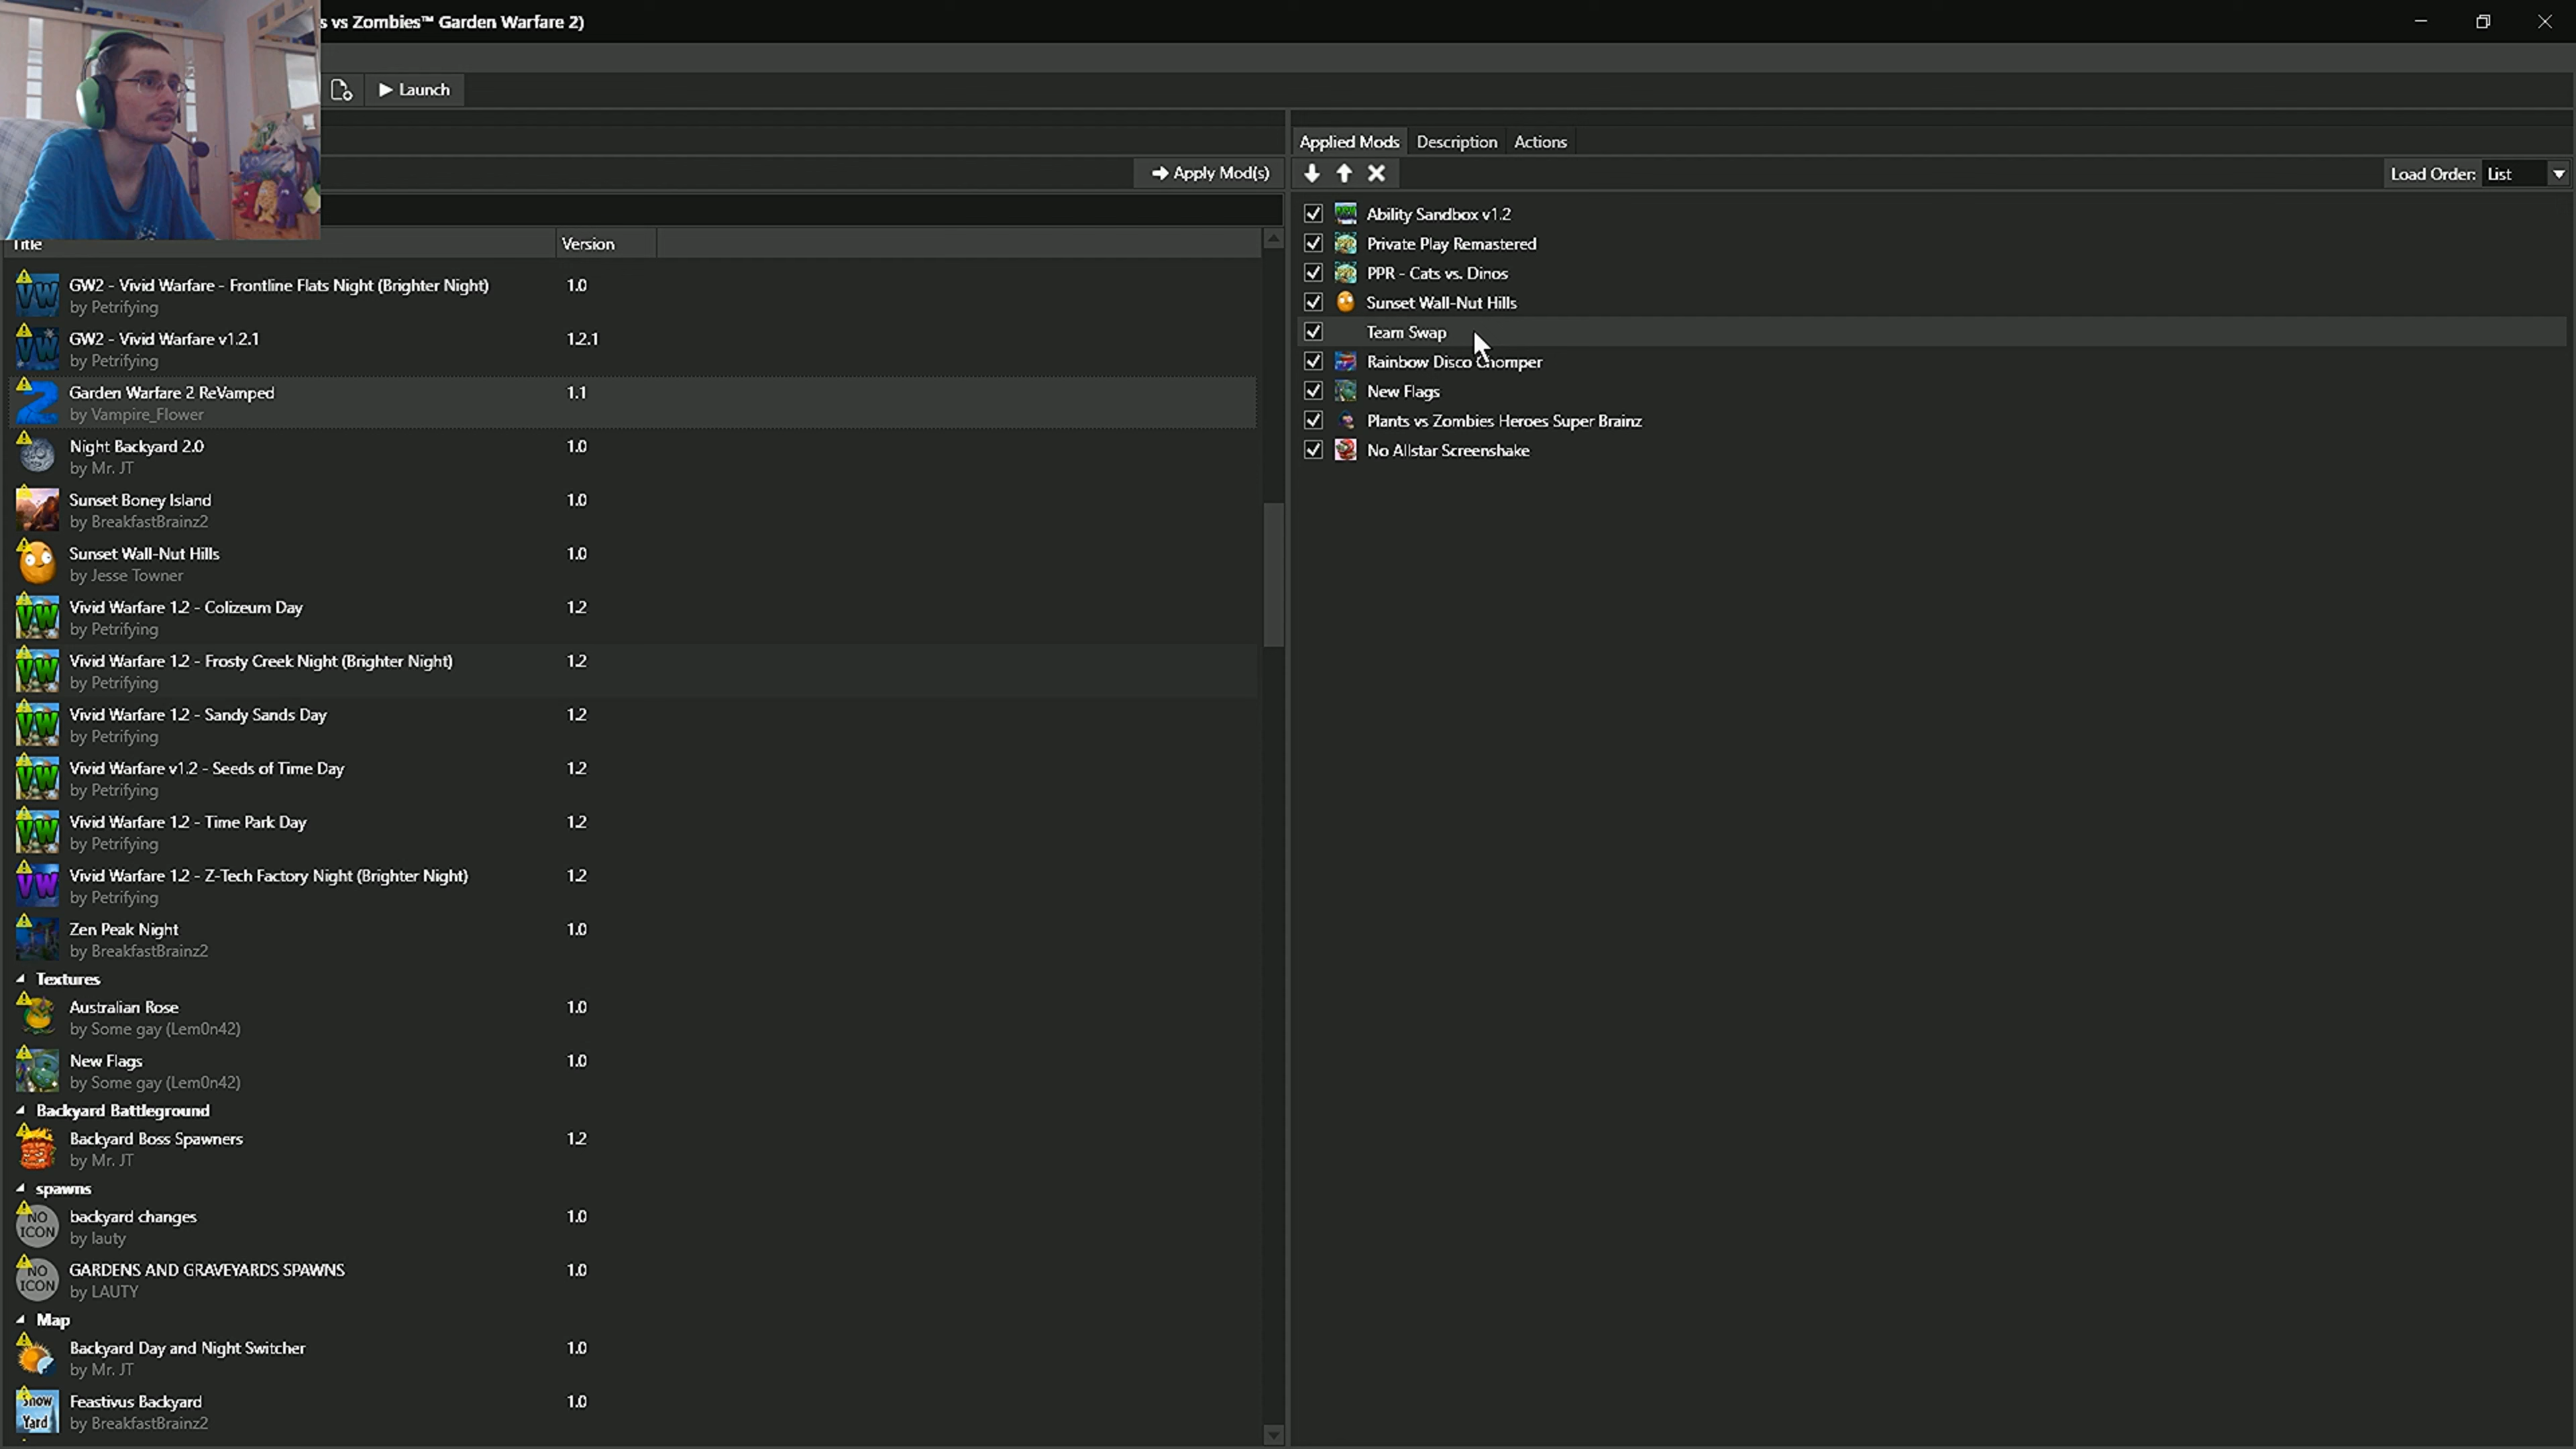 s vs Zombies™ Garden Warfare 2)
Launch
Applied Mods Description Actions
Apply Mod(s)
Load Order: List
Title Version
GW2 - Vivid Warfare - Frontline Flats Night (Brighter Night) 1.0
by Petrifying
GW2 - Vivid Warfare v1.2.1 1.2.1
by Petrifying
Garden Warfare 2 ReVamped 1.1
by Vampire_Flower
Night Backyard 2.0 1.0
by Mr. JT
Sunset Boney Island 1.0
by BreakfastBrainz2
Sunset Wall-Nut Hills 1.0
by Jesse Towner
Vivid Warfare 1.2 - Colizeum Day 1.2
by Petrifying
Vivid Warfare 1.2 - Frosty Creek Night (Brighter Night) 1.2
by Petrifying
Vivid Warfare 1.2 - Sandy Sands Day 1.2
by Petrifying
Vivid Warfare v1.2 - Seeds of Time Day 1.2
by Petrifying
Vivid Warfare 1.2 - Time Park Day 1.2
by Petrifying
Vivid Warfare 1.2 - Z-Tech Factory Night (Brighter Night) 1.2
by Petrifying
Zen Peak Night 1.0
by BreakfastBrainz2
Textures
Australian Rose 1.0
by Some gay (Lem0n42)
New Flags 1.0
by Some gay (Lem0n42)
Backyard Battleground
Backyard Boss Spawners 1.2
by Mr. JT
spawns
NO ICON backyard changes 1.0
by lauty
NO ICON GARDENS AND GRAVEYARDS SPAWNS 1.0
by LAUTY
Map
Backyard Day and Night Switcher 1.0
by Mr. JT
Snow Yard Feastivus Backyard 1.0
by BreakfastBrainz2
Ability Sandbox v1.2
Private Play Remastered
PPR - Cats vs. Dinos
Sunset Wall-Nut Hills
Team Swap
Rainbow Disco Chomper
New Flags
Plants vs Zombies Heroes Super Brainz
No Allstar Screenshake